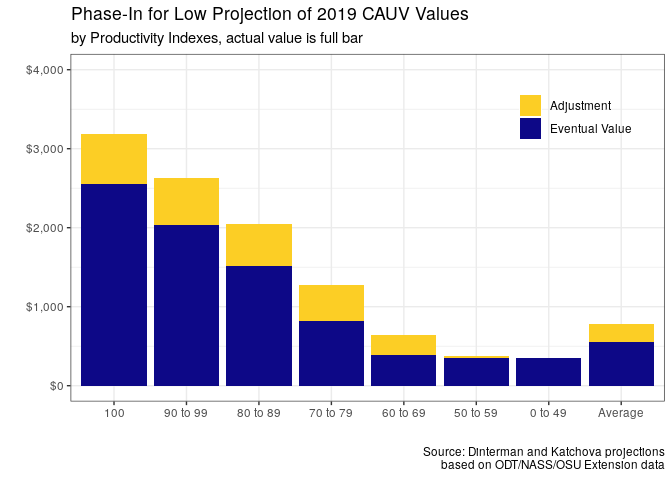 Phase-In for Low Projection of 2019 CAUV Values
by Productivity Indexes, actual value is full bar
$4,000
$3,000
$2,000
$1,000
$0
Adjustment
Eventual Value
100 90 to 99 80 to 89 70 to 79 60 to 69 50 to 59 0 to 49 Average
Source: Dinterman and Katchova projections
based on ODT/NASS/OSU Extension data